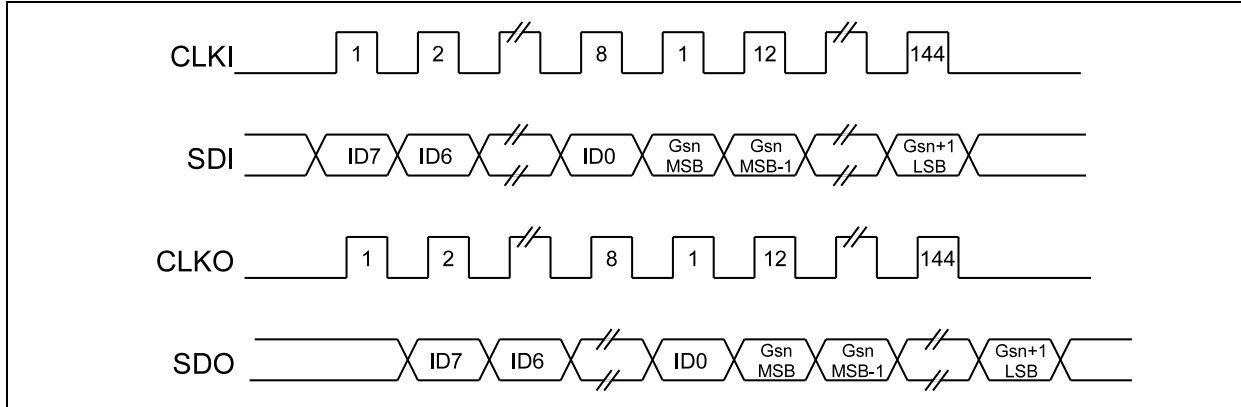 CLKI 1 2 8 1 12 144
SDI ID7 ID6 ID0 Gsn MSB Gsn MSB-1 Gsn+1 LSB
CLKO 1 2 8 1 12 144
SDO ID7 ID6 ID0 Gsn MSB Gsn MSB-1 Gsn+1 LSB